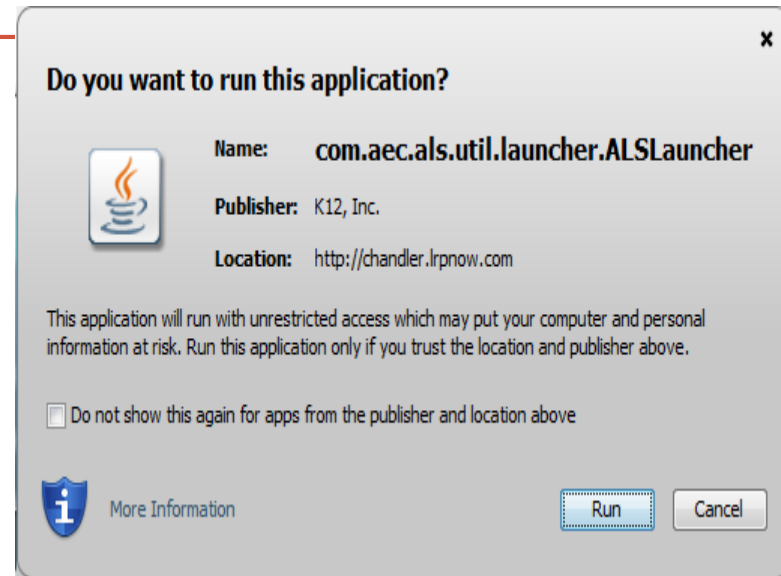 Do you want to run this application?
Name: com.aec.als.util.launcher.ALSLauncher
Publisher: K12, Inc.
Location: http://chandler.lrpnow.com
This application will run with unrestricted access which may put your computer and personal
information at risk. Run this application only if you trust the location and publisher above.
Do not show this again for apps from the publisher and location above
More Information
Run
Cancel